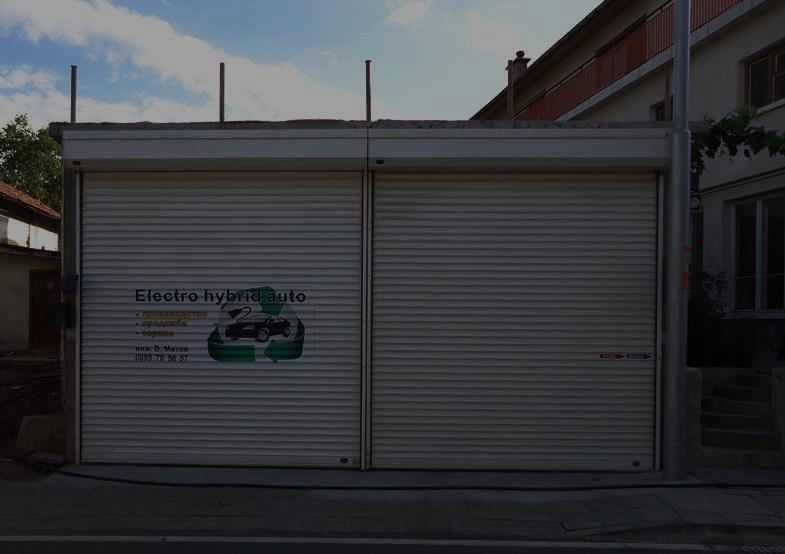 Electro hybrid auto
• производство
• продажба
• сервиз
инж. В. Матов
0895 70 56 57